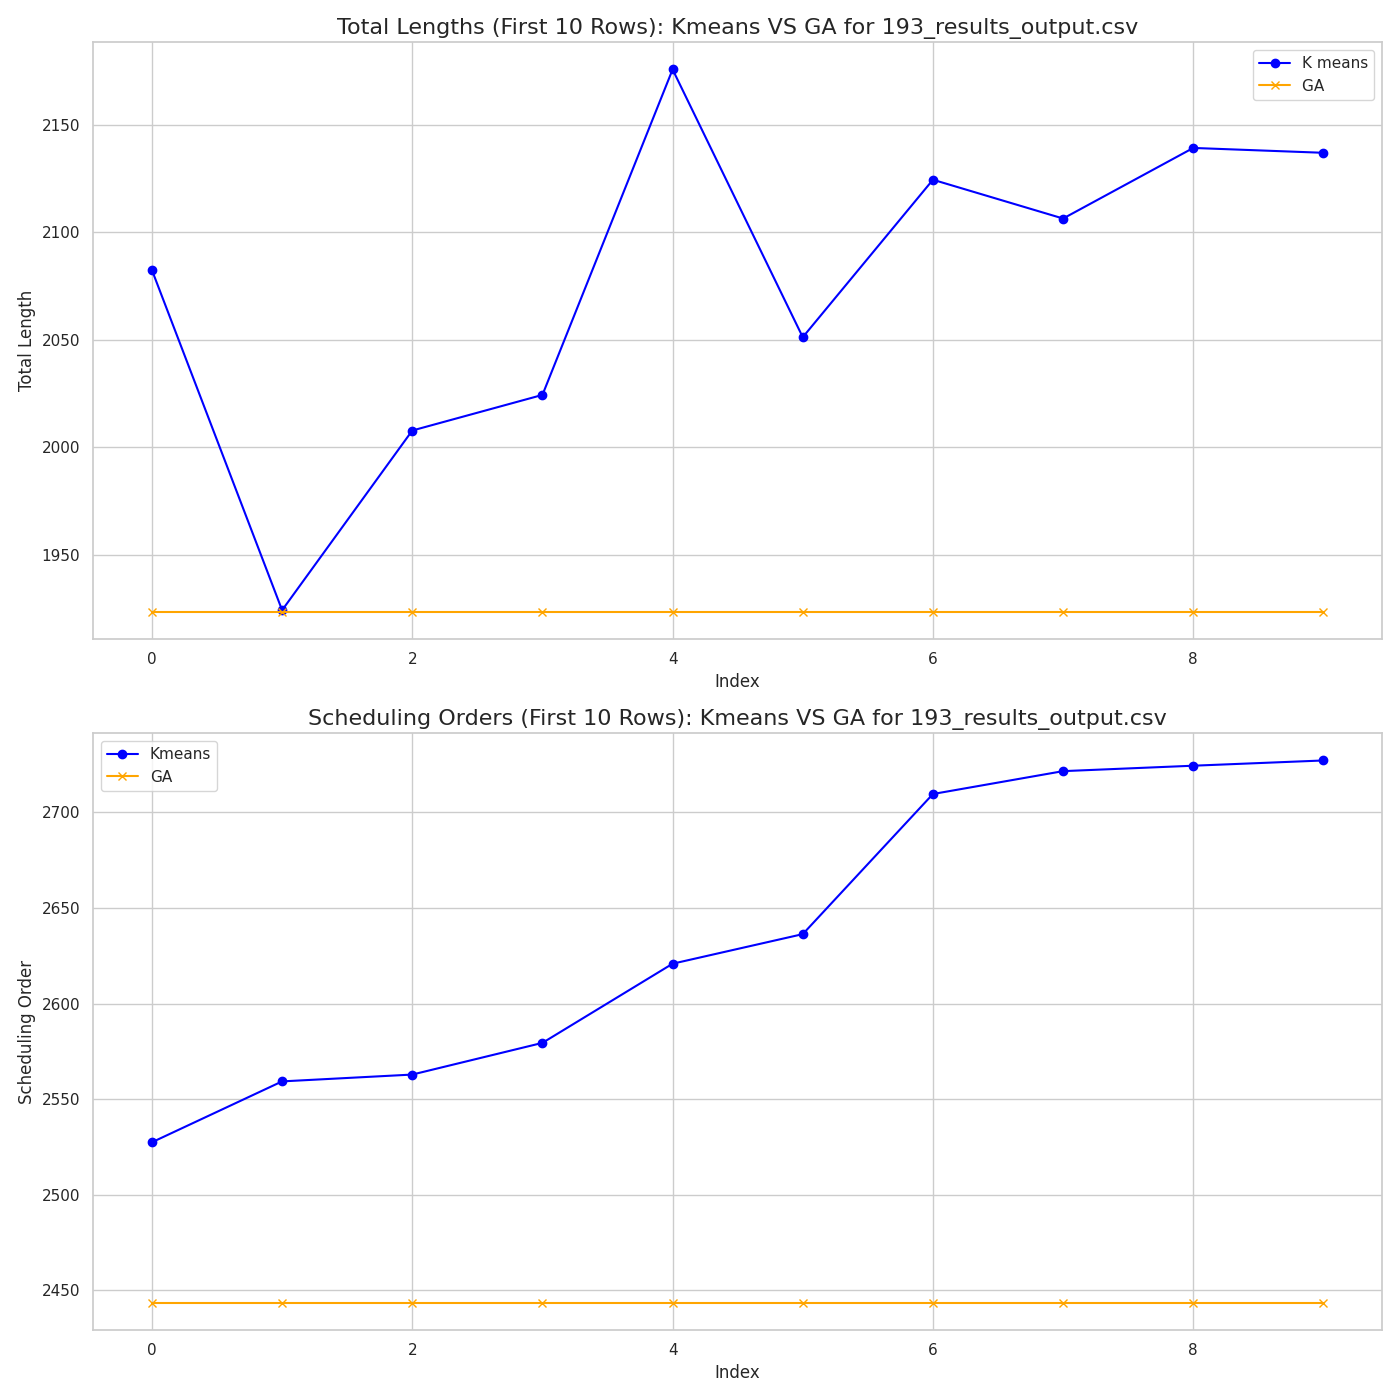 Total Lengths (First 10 Rows): Kmeans VS GA for 193_results_output.csv
K means
GA
2150
2100
2050
2000
1950
Total Length
0 2 4 6 8
Index
Scheduling Orders (First 10 Rows): Kmeans VS GA for 193_results_output.csv
Kmeans
GA
2700
2650
2600
2550
2500
2450
Scheduling Order
0 2 4 6 8
Index